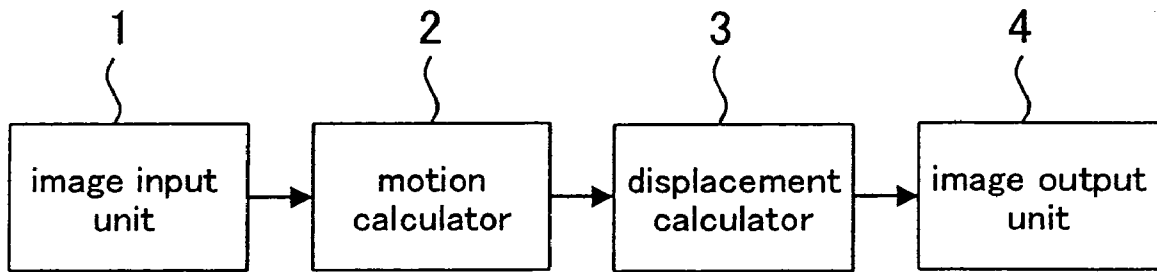 1 2 3 4
image input
unit
motion
calculator
displacement
calculator
image output
unit